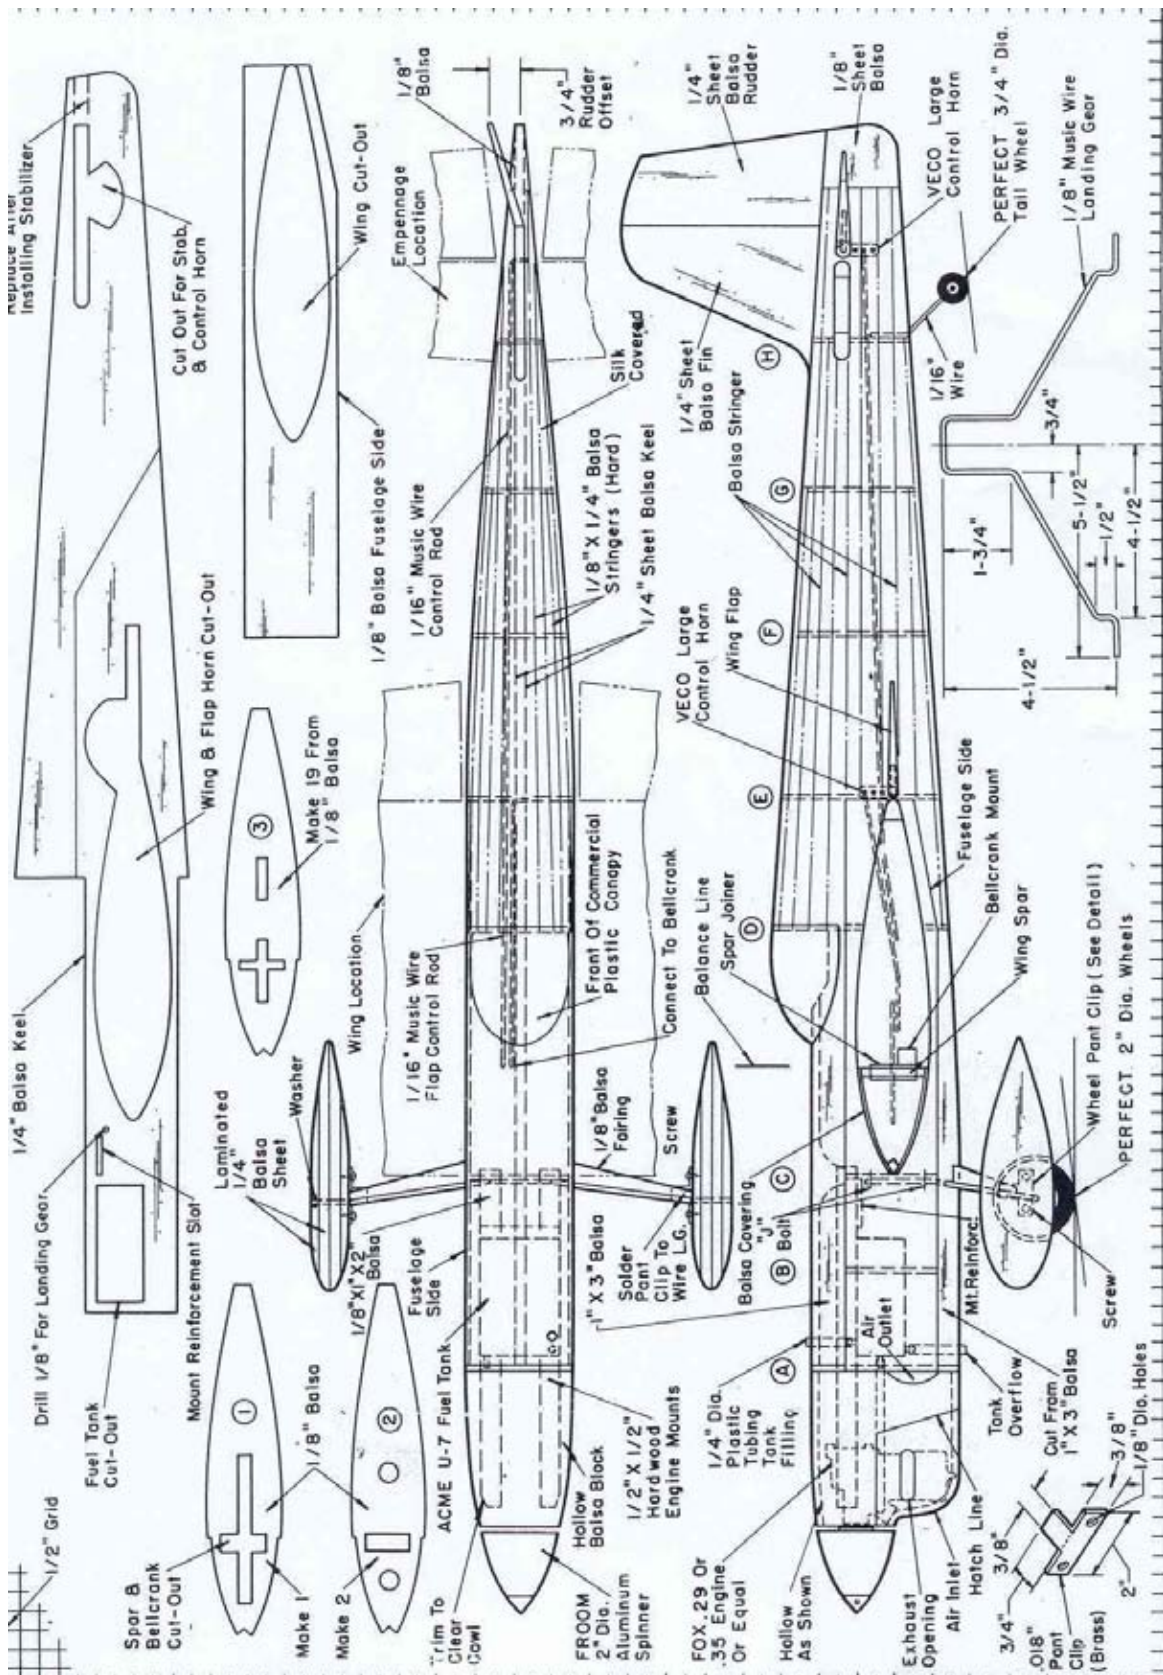 1/2" Grid
Drill 1/8" For Landing Gear
1/4" Balsa Keel
Replace After
Installing Stabilizer
Fuel Tank
Cut-Out
Spar &
Bellcrank
Cut-Out
Mount Reinforcement Slot
Laminated
1/4"
Balsa
Sheet
Wing & Flap Horn Cut-Out
Cut Out For Stab.
& Control Horn
1
Make 1
1/8" Balsa
Washer
3
Make 19 From
1/8" Balsa
Wing Cut-Out
2
Make 2
1/8"X1"X2"
Balsa
Wing Location
1/8" Balsa Fuselage Side
Empennage
Location
1/8"
Balsa
Trim To
Clear
Cowl
ACME U-7 Fuel Tank
Fuselage
Side
1/16" Music Wire
Flap Control Rod
1/16" Music Wire
Control Rod
3/4"
Rudder
Offset
FROOM
2" Dia.
Aluminum
Spinner
Hollow
Balsa Block
1/2" X 1/2"
Hardwood
Engine Mounts
1" X 3" Balsa
Solder
Pant
Clip To
Wire L.G.
1/8" Balsa
Fairing
Screw
Front Of Commercial
Plastic Canopy
Connect To Bellcrank
1/8" X 1/4" Balsa
Stringers (Hard)
1/4" Sheet Balsa Keel
Silk
Covered
FOX .29 Or
.35 Engine
Or Equal
1/4" Dia.
Plastic
Tubing
Tank
Filling
Balance Line
Spar Joiner
VECO Large
Control Horn
Wing Flap
Balsa Stringer
1/4" Sheet
Balsa Fin
1/4"
Sheet
Balsa
Rudder
1/8"
Sheet
Balsa
Hollow
As Shown
A
B
C
D
E
F
G
H
Balsa Covering
"J"
Bolt
Air
Outlet
Exhaust
Opening
Air Inlet
Hatch Line
Tank
Overflow
Mt. Reinforc.
Fuselage Side
Bellcrank Mount
Wing Spar
VECO Large
Control Horn
PERFECT 3/4" Dia.
Tail Wheel
1/16"
Wire
3/4"
.018"
Pant
Clip
(Brass)
3/8"
2"
Cut From
1" X 3" Balsa
3/8"
1/8" Dia. Holes
Screw
Wheel Pant Clip (See Detail)
PERFECT 2" Dia. Wheels
4-1/2"
1-3/4"
3/4"
5-1/2"
1/2"
4-1/2"
1/8" Music Wire
Landing Gear